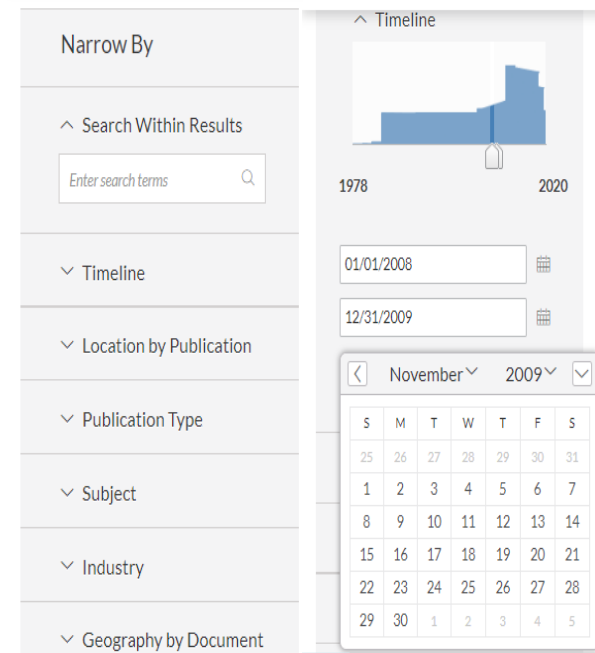 Narrow By
Search Within Results
Enter search terms
Timeline
Location by Publication
Publication Type
Subject
Industry
Geography by Document
Timeline
1978 2020
01/01/2008
12/31/2009
November 2009
S M T W T F S
25 26 27 28 29 30 31
1 2 3 4 5 6 7
8 9 10 11 12 13 14
15 16 17 18 19 20 21
22 23 24 25 26 27 28
29 30 1 2 3 4 5